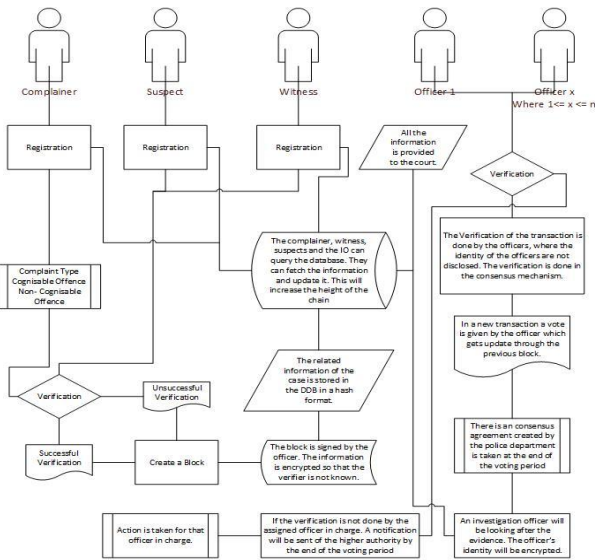 Complainer
Suspect
Witness
Officer 1
Officer x
Where 1<= x <= n
Registration
Registration
Registration
All the
information
is provided
to the court.
Verification
The complainer, witness,
suspects and the IO can
query the database. They
can fetch the information
and update it. This will
increase the height of the
chain
The Verification of the transaction is
done by the officers, where the
identity of the officers are not
disclosed. The verification is done in
the consensus mechanism.
Complaint Type
Cognisable Offence
Non- Cognisable
Offence
In a new transaction a vote
is given by the officer which
gets update through the
previous block.
The related
information of the
case is stored in
the DDB in a hash
format.
Verification
Unsuccessful
Verification
There is an consensus
agreement created by
the police department
is taken at the end of
the voting period
Successful
Verification
Create a Block
The block is signed by the
officer. The information
is encrypted so that the
verifier is not known.
Action is taken for that
officer in charge.
If the verification is not done by the
assigned officer in charge. A notification
will be sent of the higher authority by
the end of the voting period
An investigation officer will
be looking after the
evidence. The officer's
identity will be encrypted.